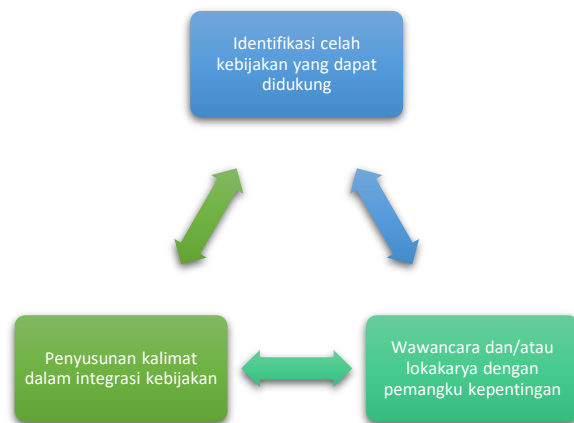 Identifikasi celah
kebijakan yang dapat
didukung
Penyusunan kalimat
dalam integrasi kebijakan
Wawancara dan/atau
lokakarya dengan
pemangku kepentingan